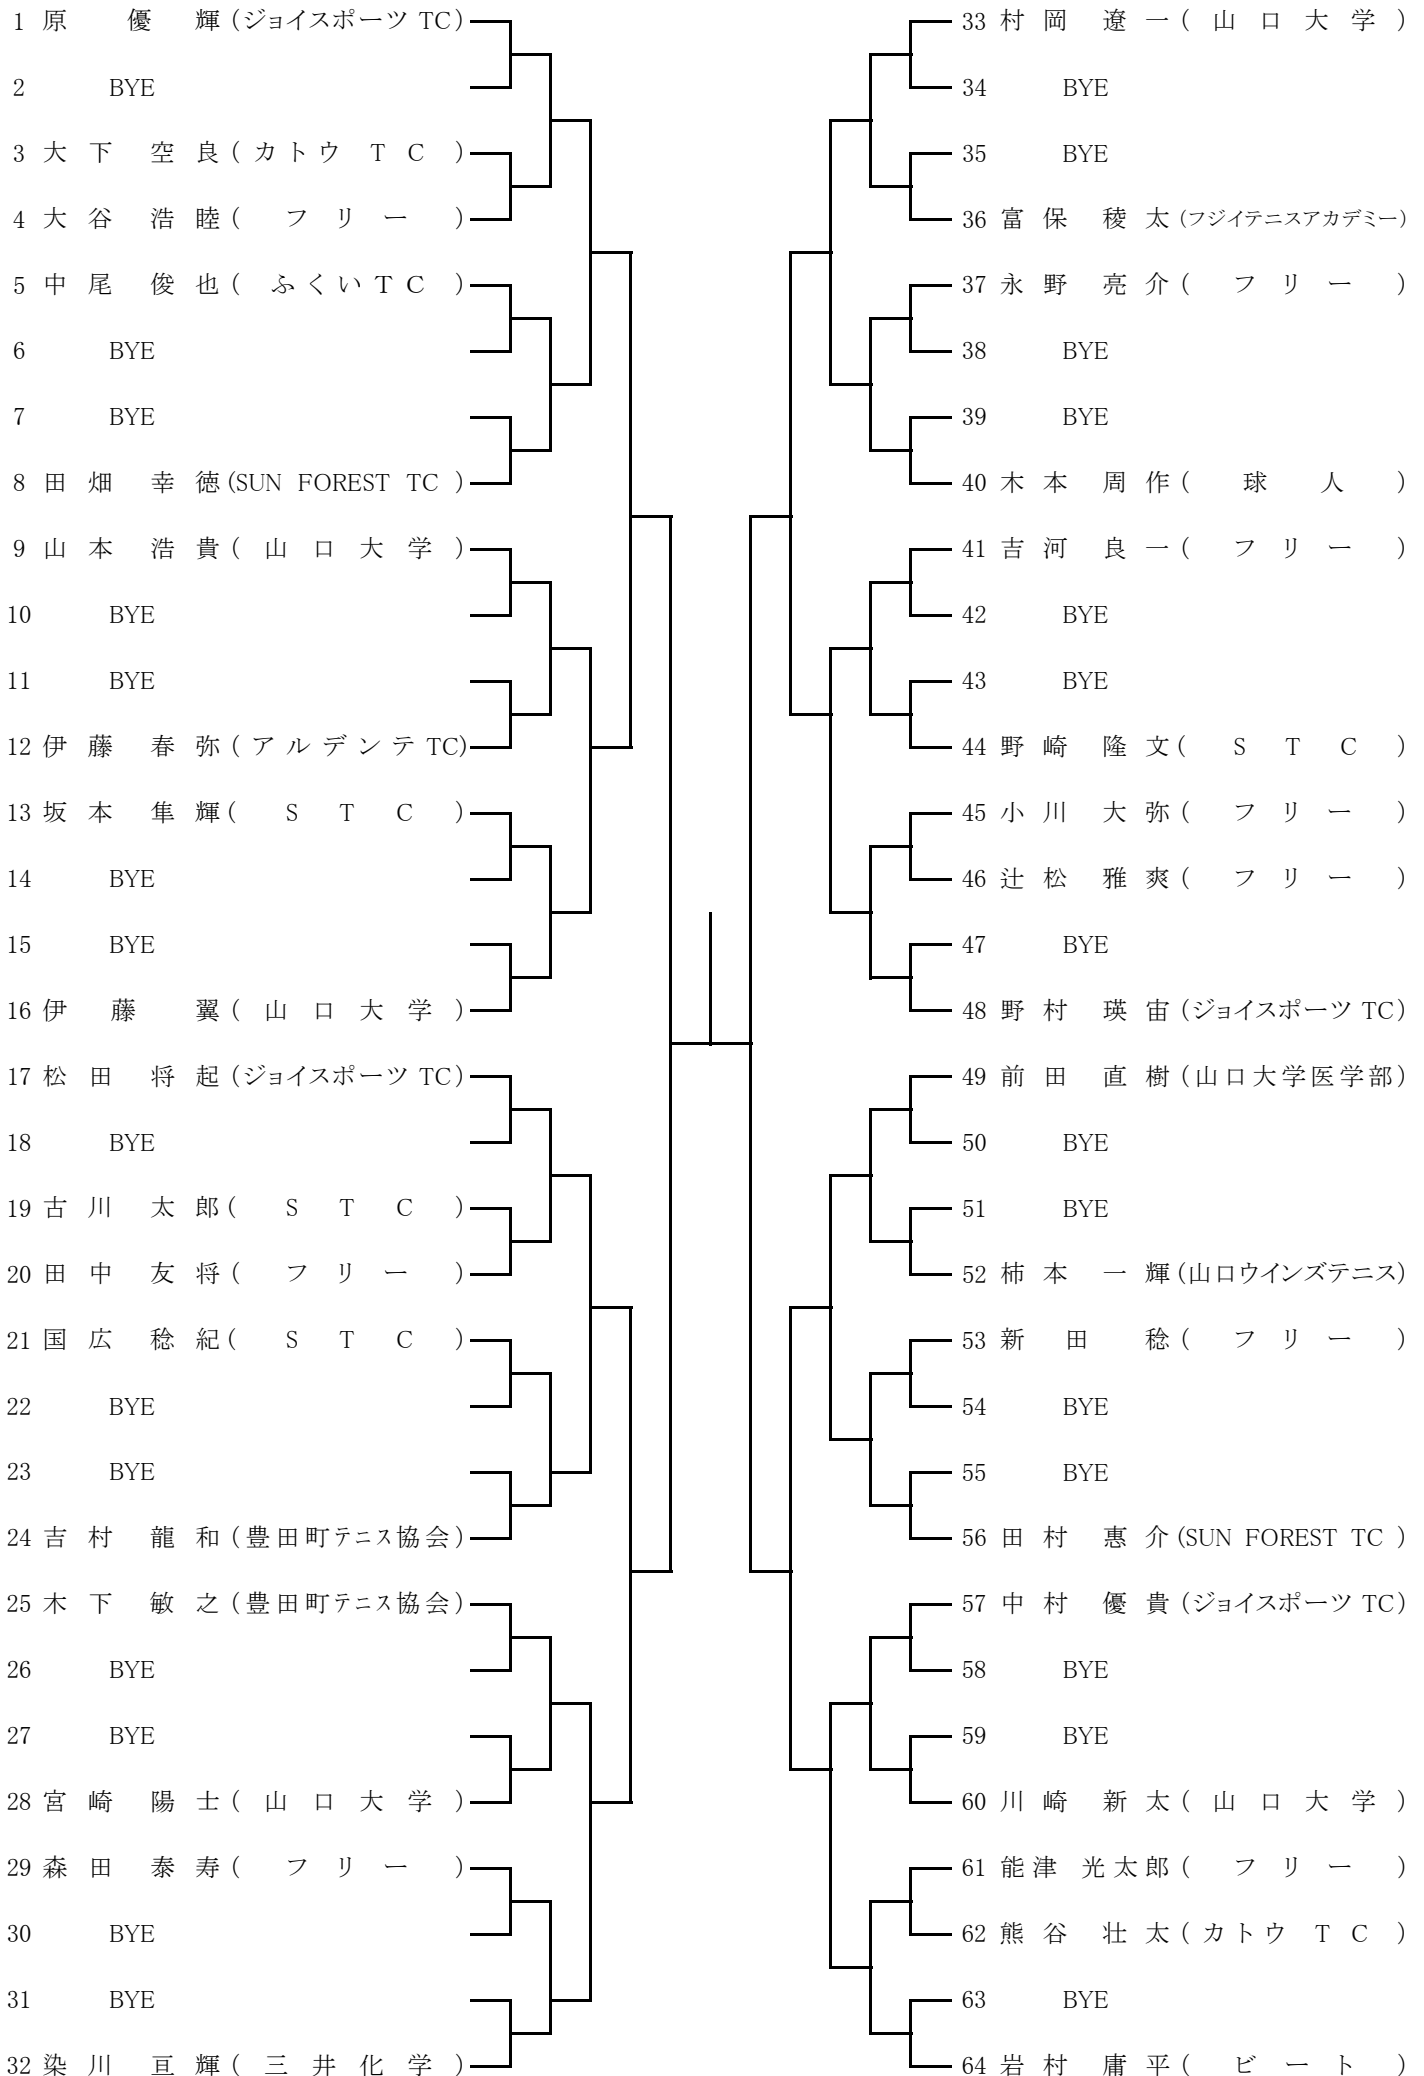 1 原 優 輝 (ジョイスポーツ TC)
2 BYE
3 大 下 空 良 ( カ ト ウ T C )
4 大 谷 浩 睦 ( フ リ ー )
5 中 尾 俊 也 ( ふ く い T C )
6 BYE
7 BYE
8 田 畑 幸 徳 (SUN FOREST TC )
9 山 本 浩 貴 ( 山 口 大 学 )
10 BYE
11 BYE
12 伊 藤 春 弥 ( ア ル デ ン テ TC)
13 坂 本 隼 輝 ( S T C )
14 BYE
15 BYE
16 伊 藤 翼 ( 山 口 大 学 )
17 松 田 将 起 (ジョイスポーツ TC)
18 BYE
19 古 川 太 郎 ( S T C )
20 田 中 友 将 ( フ リ ー )
21 国 広 稔 紀 ( S T C )
22 BYE
23 BYE
24 吉 村 龍 和 (豊田町テニス協会)
25 木 下 敏 之 (豊田町テニス協会)
26 BYE
27 BYE
28 宮 崎 陽 士 ( 山 口 大 学 )
29 森 田 泰 寿 ( フ リ ー )
30 BYE
31 BYE
32 染 川 亘 輝 ( 三 井 化 学 )
33 村 岡 遼 一 ( 山 口 大 学 )
34 BYE
35 BYE
36 富 保 稜 太 (フジイテニスアカデミー)
37 永 野 亮 介 ( フ リ ー )
38 BYE
39 BYE
40 木 本 周 作 ( 球 人 )
41 吉 河 良 一 ( フ リ ー )
42 BYE
43 BYE
44 野 崎 隆 文 ( S T C )
45 小 川 大 弥 ( フ リ ー )
46 辻 松 雅 爽 ( フ リ ー )
47 BYE
48 野 村 瑛 宙 (ジョイスポーツ TC)
49 前 田 直 樹 (山口大学医学部)
50 BYE
51 BYE
52 柿 本 一 輝 (山口ウインズテニス)
53 新 田 稔 ( フ リ ー )
54 BYE
55 BYE
56 田 村 惠 介 (SUN FOREST TC )
57 中 村 優 貴 (ジョイスポーツ TC)
58 BYE
59 BYE
60 川 崎 新 太 ( 山 口 大 学 )
61 能 津 光 太 郎 ( フ リ ー )
62 熊 谷 壮 太 ( カ ト ウ T C )
63 BYE
64 岩 村 庸 平 ( ビ ー ト )